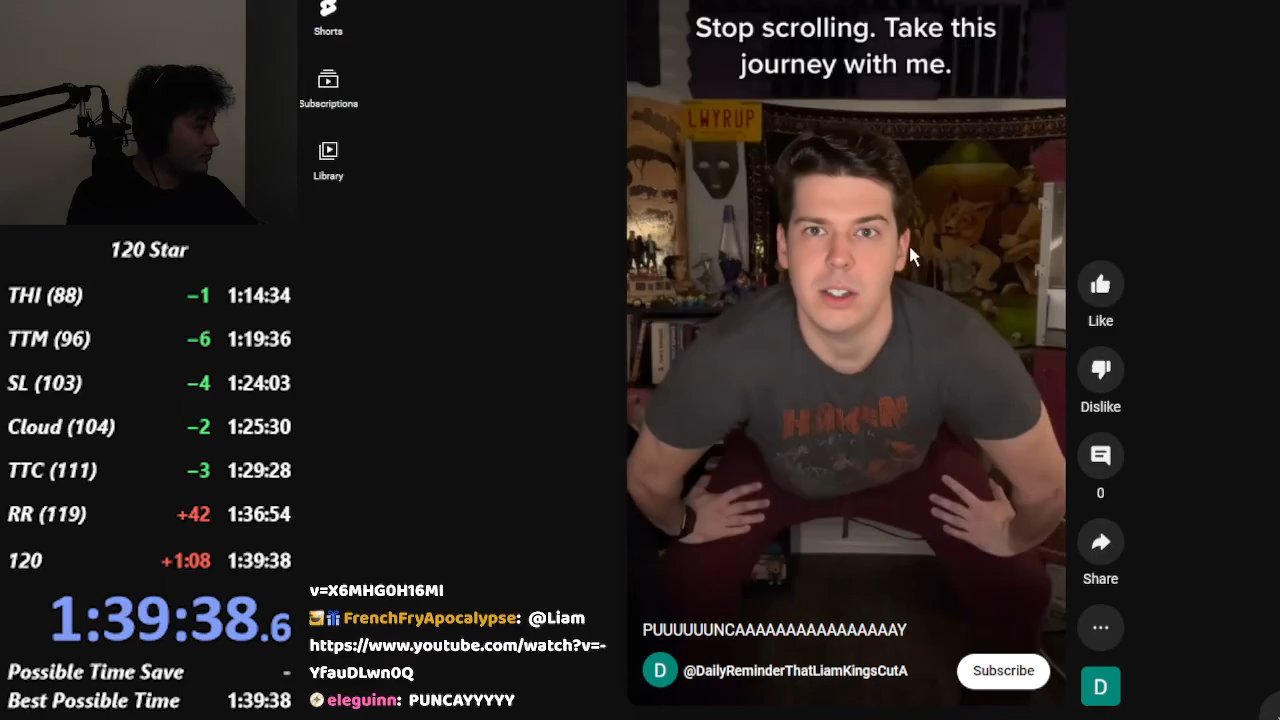 120 Star
THI (88) −1 1:14:34
TTM (96) −6 1:19:36
SL (103) −4 1:24:03
Cloud (104) −2 1:25:30
TTC (111) −3 1:29:28
RR (119) +42 1:36:54
120 +1:08 1:39:38
1:39:38.6
Possible Time Save -
Best Possible Time 1:39:38
Shorts
Subscriptions
Library
v=X6MHG0H16MI
FrenchFryApocalypse: @Liam
https://www.youtube.com/watch?v=-
YfauDLwn0Q
eleguinn: PUNCAYYYYY
Stop scrolling. Take this
journey with me.
LWYRUP
PUUUUUUNCAAAAAAAAAAAAAAAAY
D @DailyReminderThatLiamKingsCutA
Subscribe
Like
Dislike
0
Share
D